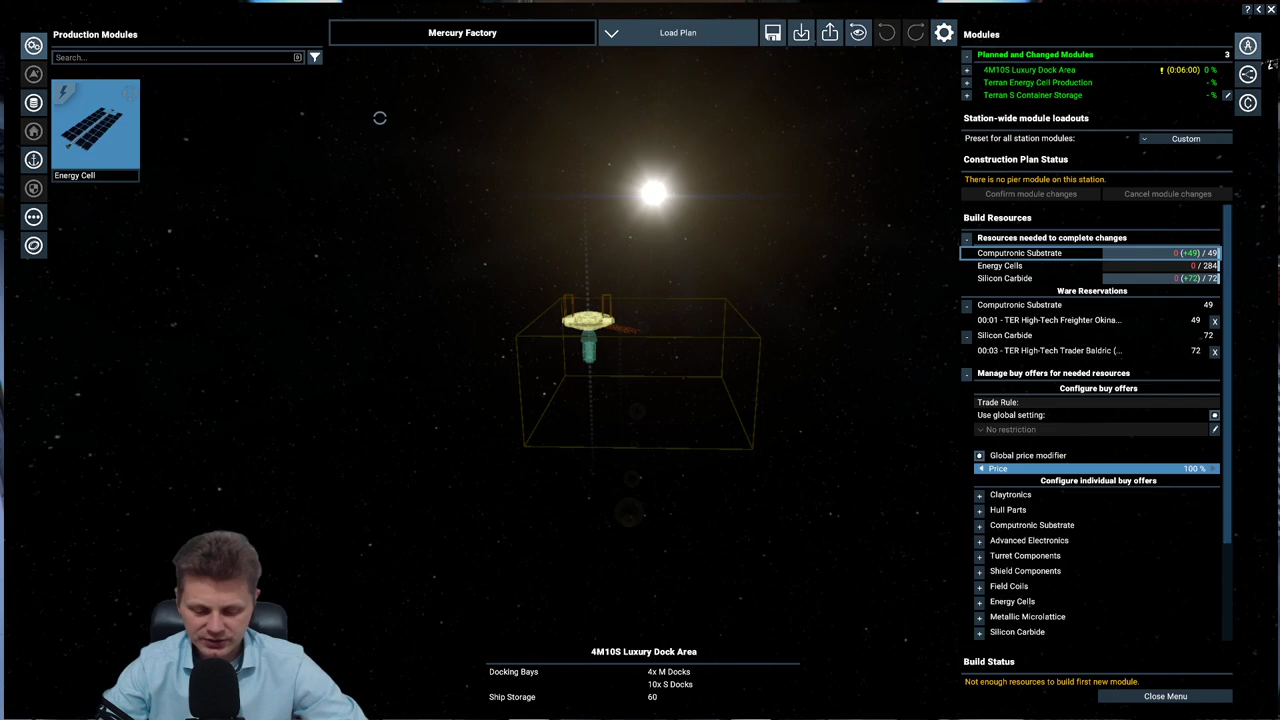 Production Modules
Search...
Energy Cell
Mercury Factory
Load Plan
4M10S Luxury Dock Area
Docking Bays 4x M Docks
10x S Docks
Ship Storage 60
? < X
Modules
- Planned and Changed Modules 3
+ 4M10S Luxury Dock Area ! (0:06:00) 0 %
+ Terran Energy Cell Production - %
+ Terran S Container Storage - %
Station-wide module loadouts
Preset for all station modules: Custom
Construction Plan Status
There is no pier module on this station.
Confirm module changes Cancel module changes
Build Resources
- Resources needed to complete changes
Computronic Substrate 0 (+49) / 49
Energy Cells 0 / 284
Silicon Carbide 0 (+72) / 72
Ware Reservations
- Computronic Substrate 49
00:01 - TER High-Tech Freighter Okina... 49 X
- Silicon Carbide 72
00:03 - TER High-Tech Trader Baldric (... 72 X
- Manage buy offers for needed resources
Configure buy offers
Trade Rule:
Use global setting:
No restriction
Global price modifier
Price 100 %
Configure individual buy offers
+ Claytronics
+ Hull Parts
+ Computronic Substrate
+ Advanced Electronics
+ Turret Components
+ Shield Components
+ Field Coils
+ Energy Cells
+ Metallic Microlattice
+ Silicon Carbide
Build Status
Not enough resources to build first new module.
Close Menu